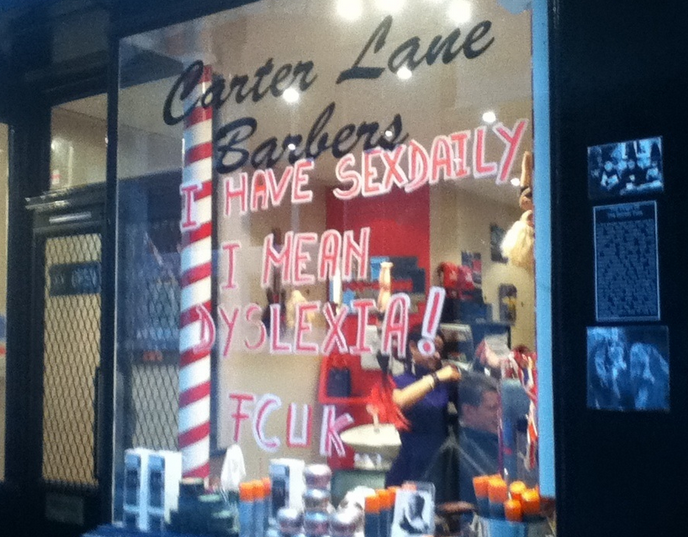 Carter Lane
Barbers
I HAVE SEXDAILY
I MEAN
DYSLEXIA!
FCUK